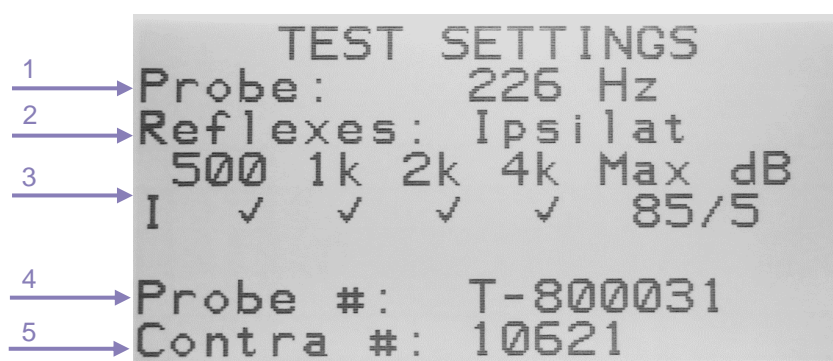 TEST SETTINGS
1 Probe: 226 Hz
2 Reflexes: Ipsilat
500 1k 2k 4k Max dB
3 I ✓ ✓ ✓ ✓ 85/5
4 Probe #: T-800031
5 Contra #: 10621